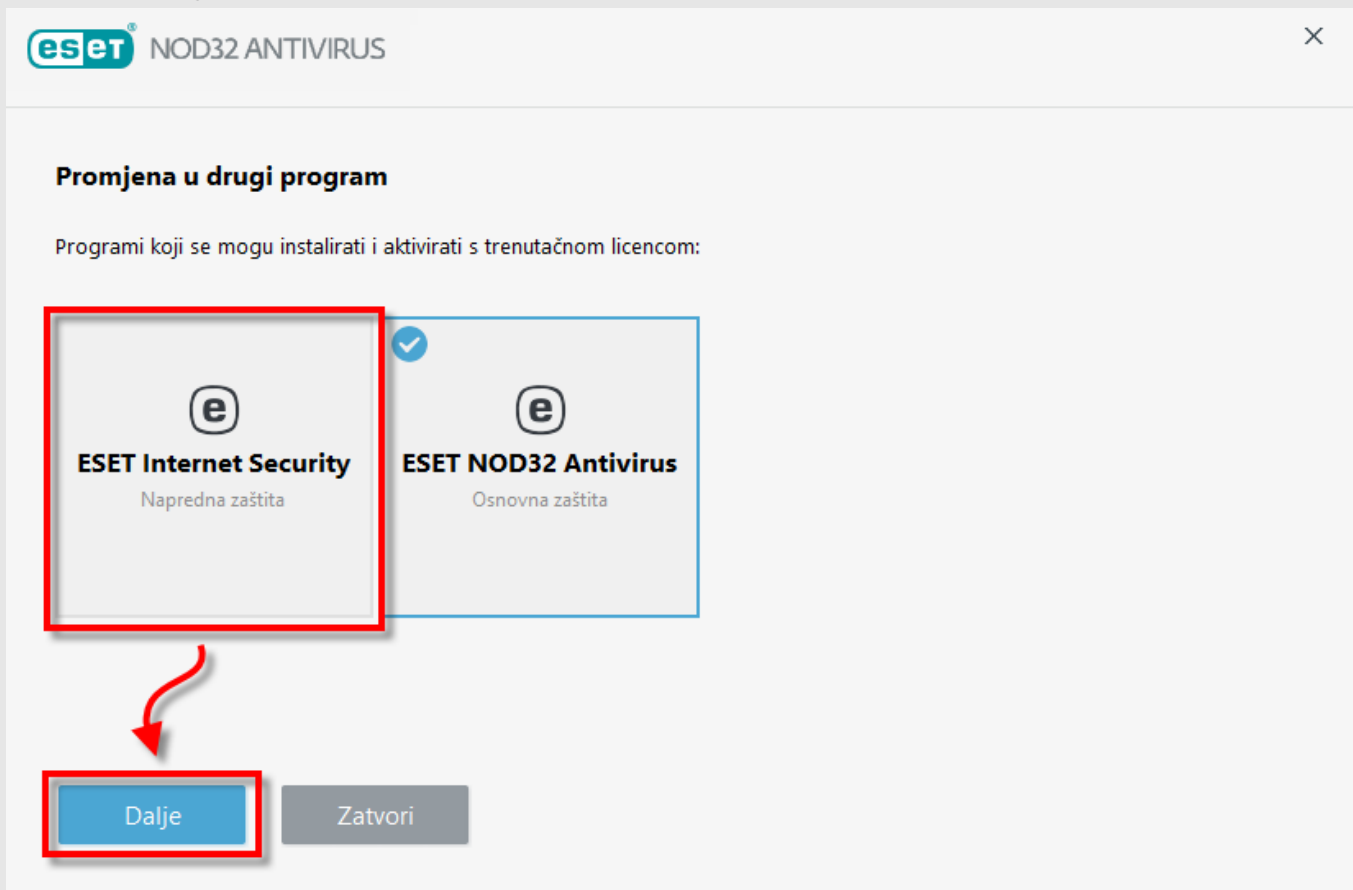 eset® NOD32 ANTIVIRUS
Promjena u drugi program
Programi koji se mogu instalirati i aktivirati s trenutačnom licencom:
e
ESET Internet Security
Napredna zaštita
e
ESET NOD32 Antivirus
Osnovna zaštita
Dalje
Zatvori